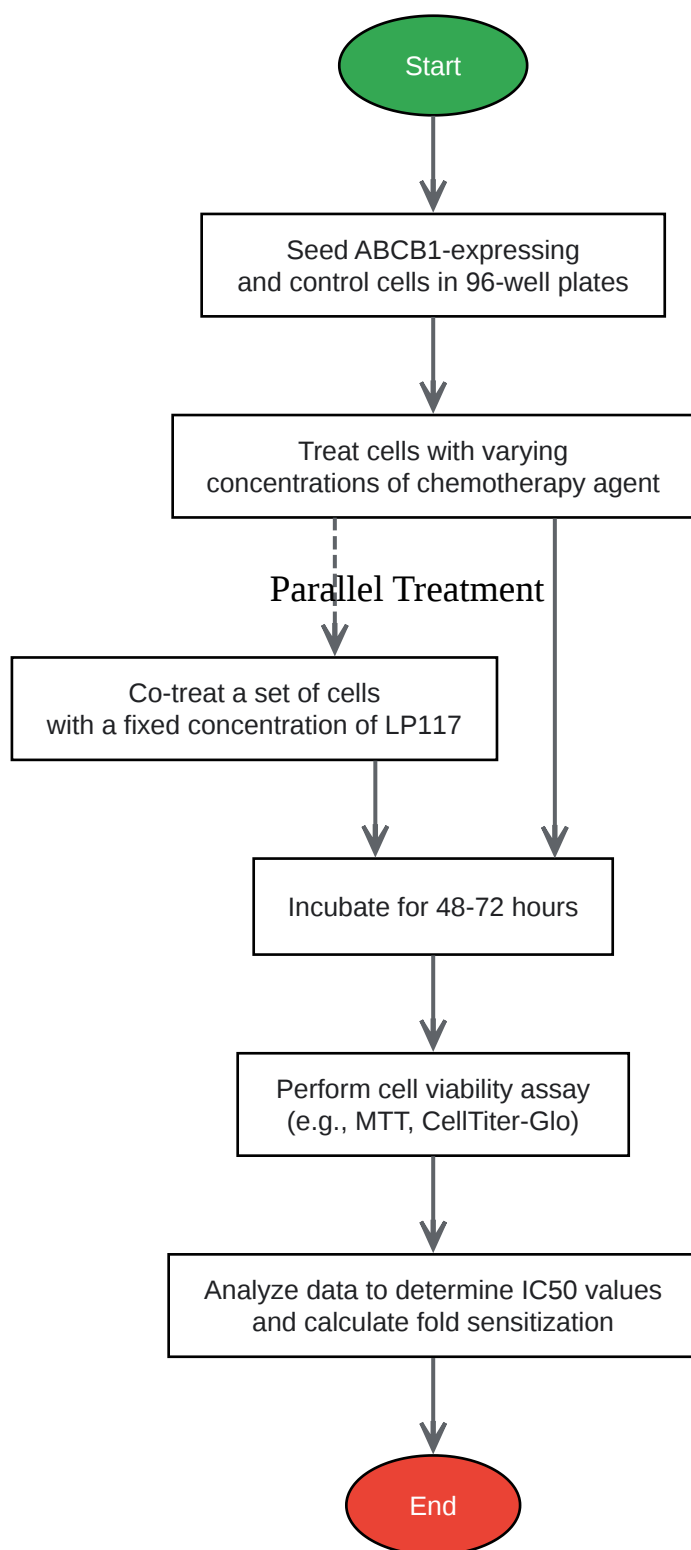 Start
Seed ABCB1-expressing
and control cells in 96-well plates
Treat cells with varying
concentrations of chemotherapy agent
Parallel Treatment
Co-treat a set of cells
with a fixed concentration of LP117
Incubate for 48-72 hours
Perform cell viability assay
(e.g., MTT, CellTiter-Glo)
Analyze data to determine IC50 values
and calculate fold sensitization
End